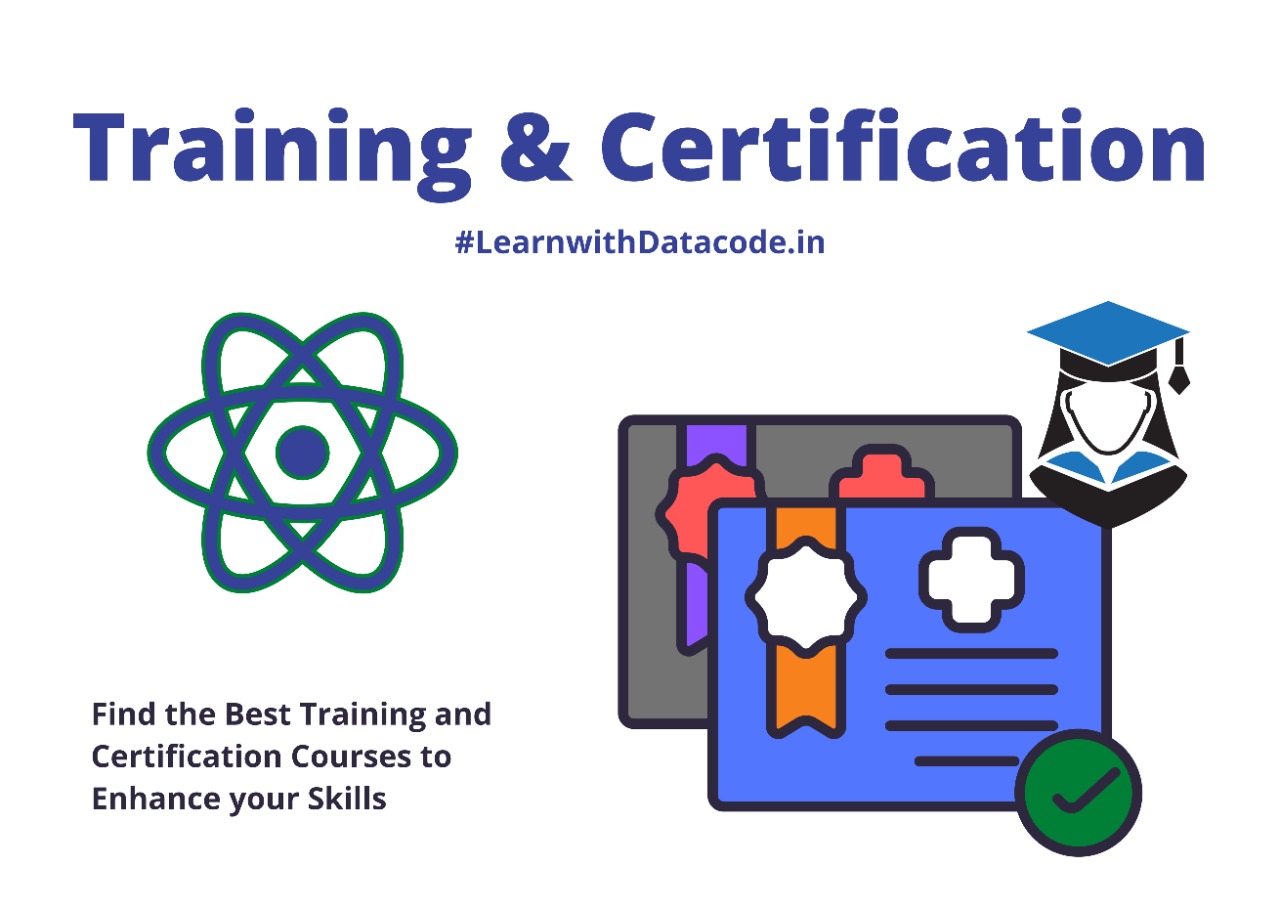 Training & Certification
#LearnwithDatacode.in
Find the Best Training and
Certification Courses to
Enhance your Skills